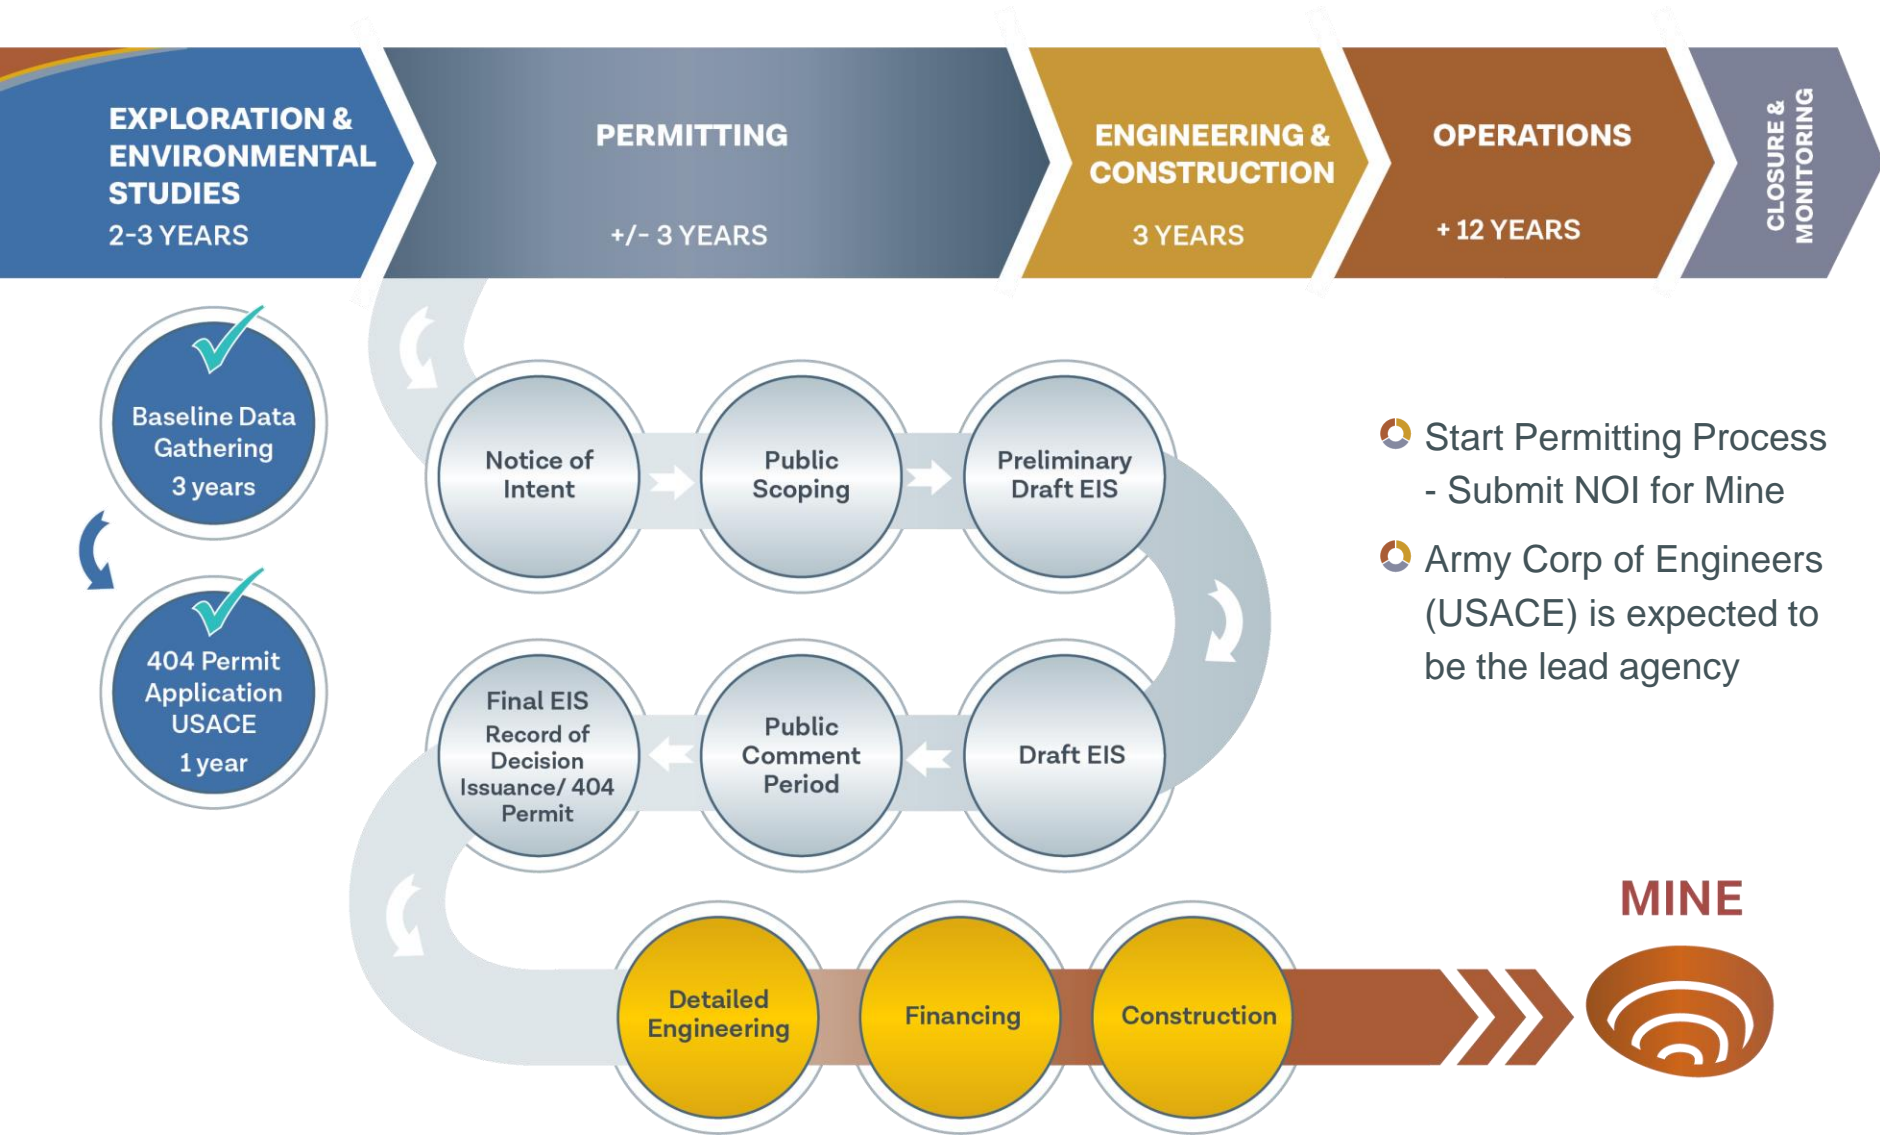 EXPLORATION &
ENVIRONMENTAL
STUDIES
2-3 YEARS
PERMITTING
+/- 3 YEARS
ENGINEERING &
CONSTRUCTION
3 YEARS
OPERATIONS
+ 12 YEARS
CLOSURE &
MONITORING
Baseline Data
Gathering
3 years
404 Permit
Application
USACE
1 year
Notice of
Intent
Public
Scoping
Preliminary
Draft EIS
Draft EIS
Public
Comment
Period
Final EIS
Record of
Decision
Issuance/ 404
Permit
Detailed
Engineering
Financing
Construction
MINE
Start Permitting Process
- Submit NOI for Mine
Army Corp of Engineers
(USACE) is expected to
be the lead agency